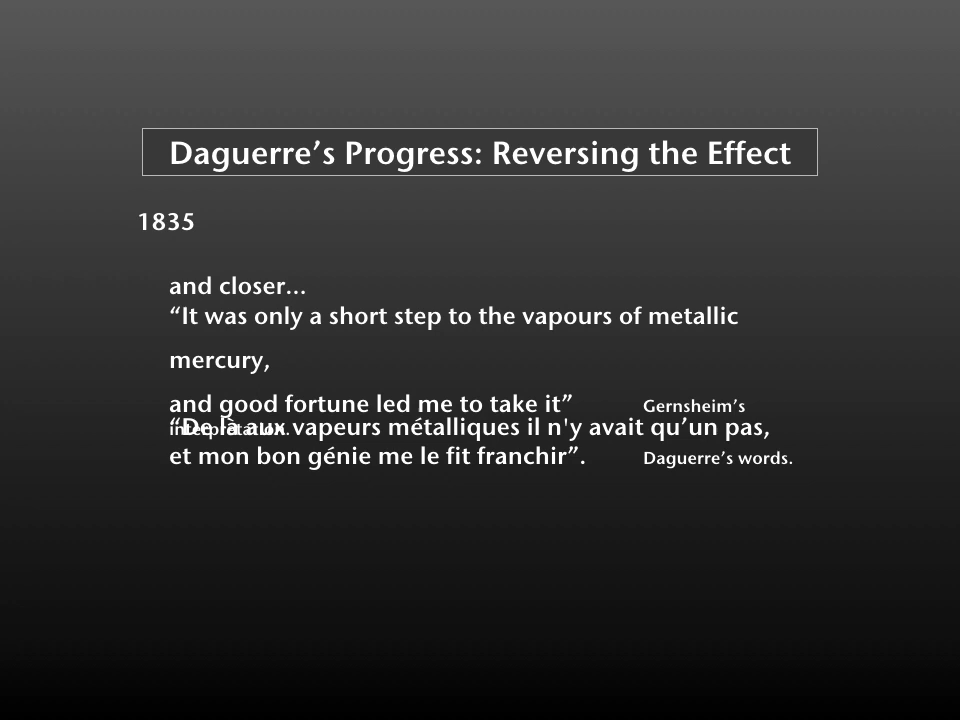 Daguerre’s Progress: Reversing the Effect
1835
and closer...
“It was only a short step to the vapours of metallic
mercury,
and good fortune led me to take it” Gernsheim’s
interpretation.
“De là aux vapeurs métalliques il n'y avait qu’un pas,
et mon bon génie me le fit franchir”. Daguerre’s words.